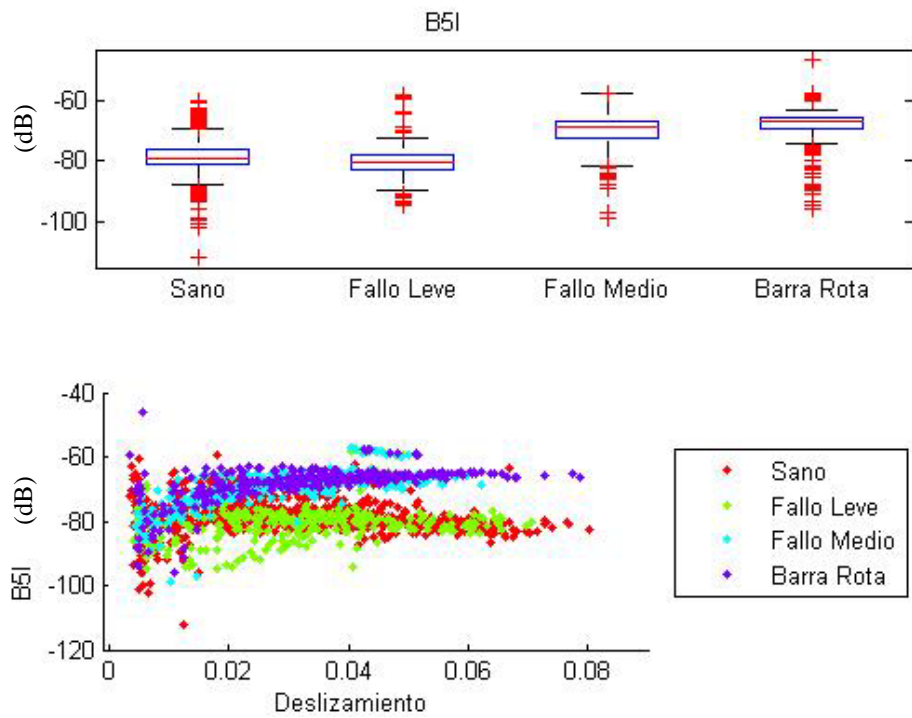 B5I
(dB)
-60
-80
-100
Sano Fallo Leve Fallo Medio Barra Rota
-40
-60
-80
-100
-120
B5I (dB)
0 0.02 0.04 0.06 0.08
Deslizamiento
Sano
Fallo Leve
Fallo Medio
Barra Rota